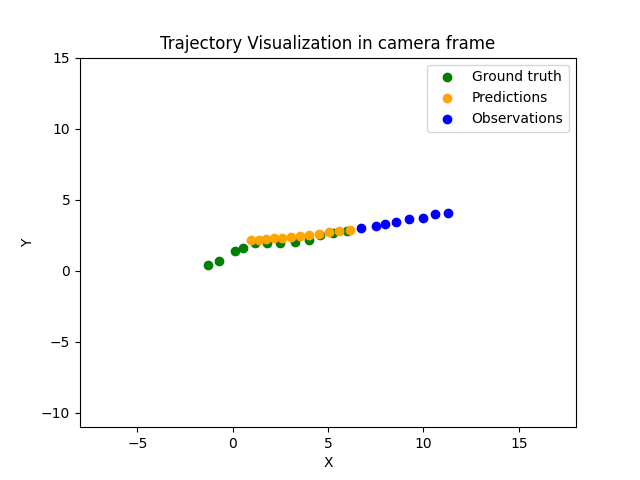 Trajectory Visualization in camera frame
Ground truth
Predictions
Observations
15
10
5
0
−5
−10
Y
−5
0
5
10
15
X